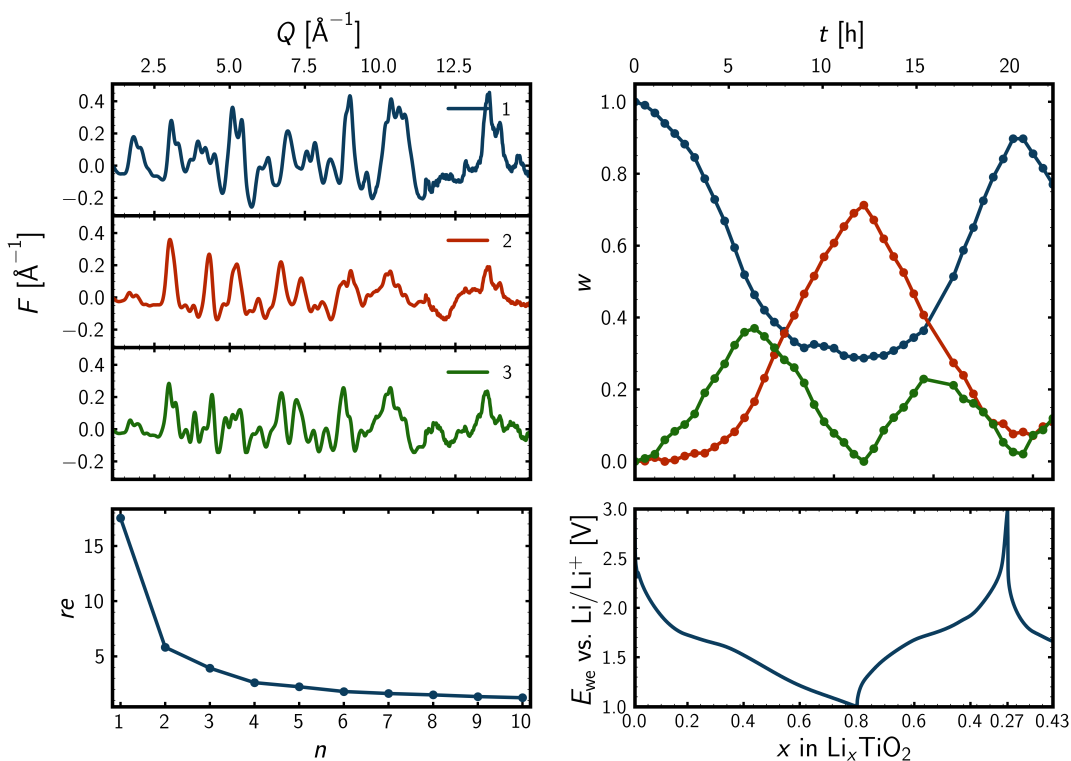 Q [Å⁻¹]
2.5 5.0 7.5 10.0 12.5
F [Å⁻¹]
0.4
0.2
0.0
−0.2
1
0.4
0.2
0.0
−0.2
2
0.4
0.2
0.0
−0.2
3
t [h]
0 5 10 15 20
w
1.0
0.8
0.6
0.4
0.2
0.0
re
15
10
5
1 2 3 4 5 6 7 8 9 10
n
E_we vs. Li/Li⁺ [V]
3.0
2.5
2.0
1.5
1.0
0.0 0.2 0.4 0.6 0.8 0.6 0.4 0.27 0.43
x in LiₓTiO₂